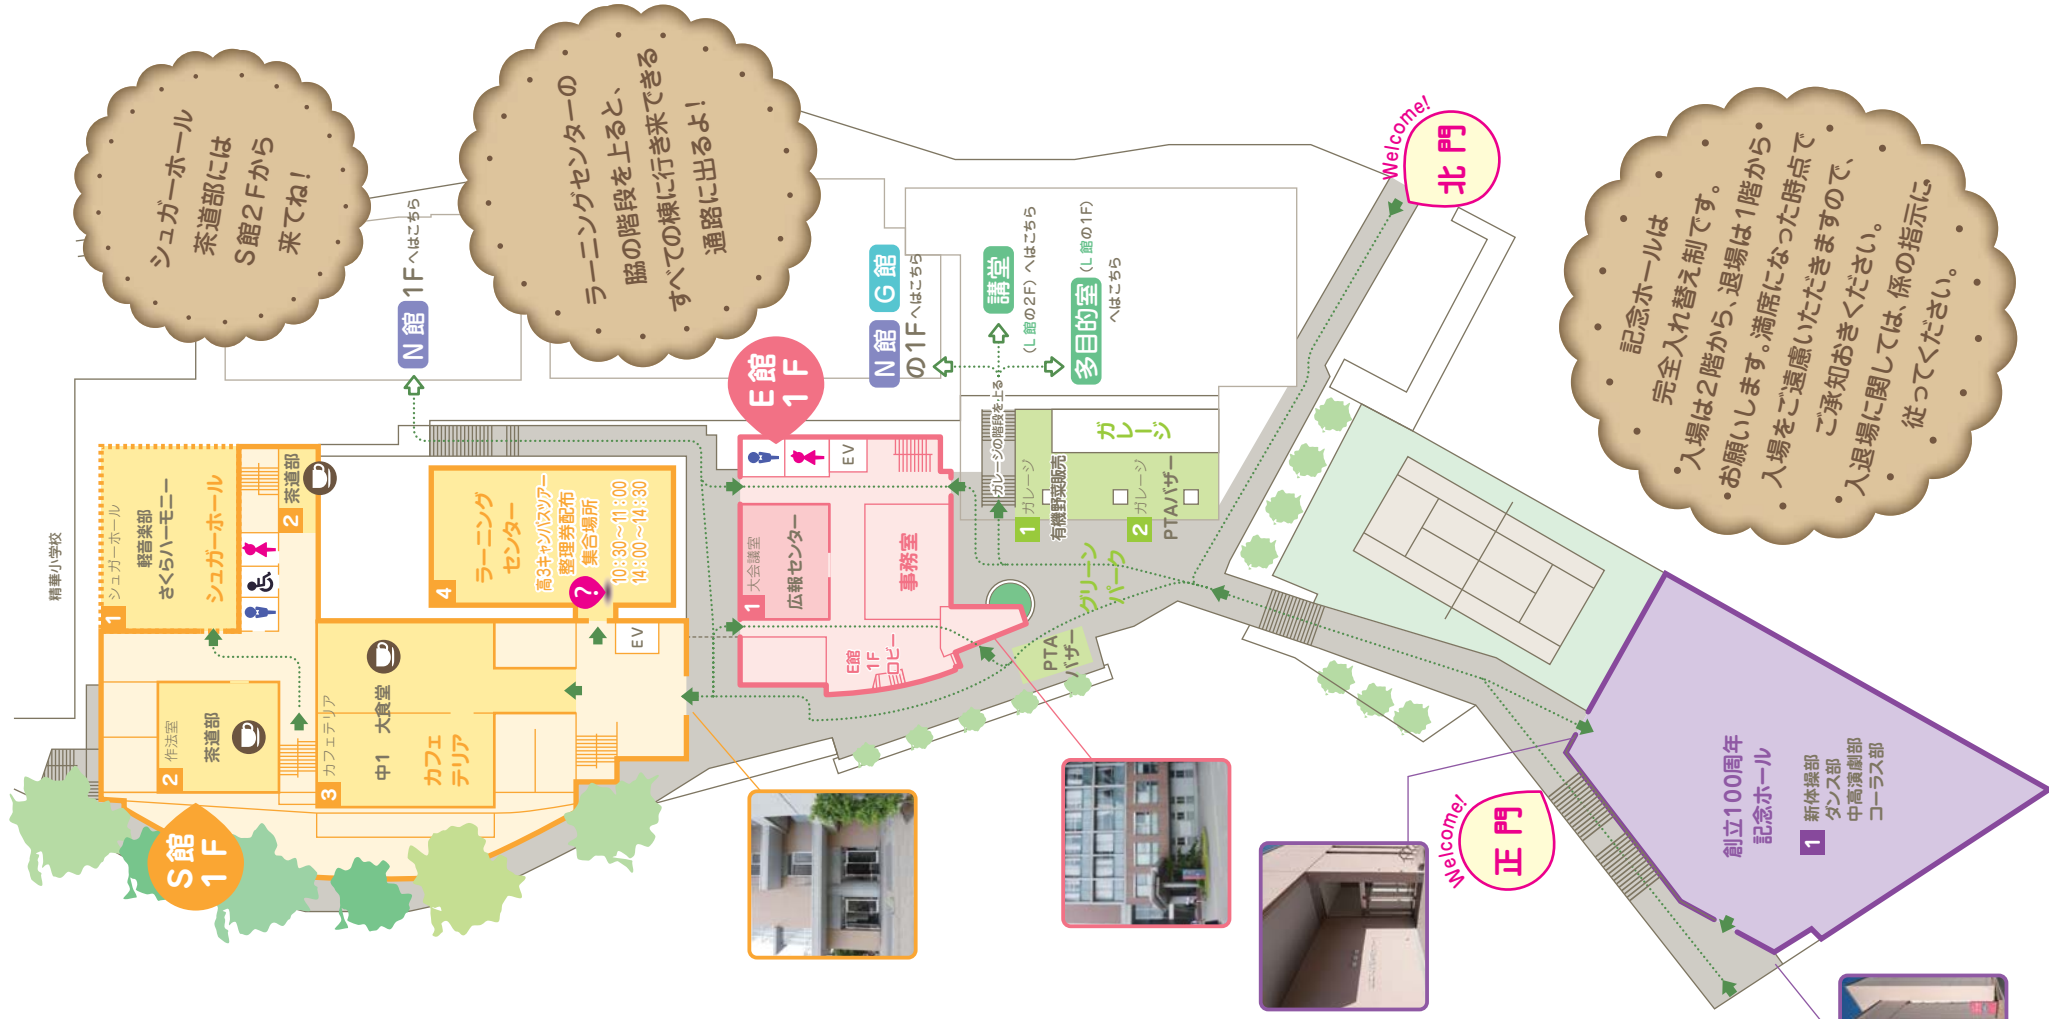 シュガーホール
茶道部には
S館2Fから
来てね!
ラーニングセンターの
脇の階段を上ると、
すべての棟に行き来できる
通路に出るよ!
記念ホールは
完全入れ替え制です。
入場は2階から、退場は1階から
お願いします。満席になった時点で
入場をご遠慮いただきますので、
ご承知おきください。
入退場に関しては、係の指示に
従ってください。
精華小学校
N館 1Fへはこちら
N館 G館
の1Fへはこちら
講堂
(L館の2F)へはこちら
多目的室 (L館の1F)
へはこちら
ガレージの階段を上る
Welcome!
北門
Welcome!
正門
E館
1F
EV
1 大会議室
広報センター
事務室
E館
1F
ロビー
S館
1F
1 シュガーホール
軽音楽部
さくらハーモニー
シュガーホール
2 茶道部
2 作法室
茶道部
3 カフェテリア
中1 大食堂
カフェ
テリア
4
ラーニング
センター
高3キャンパスツアー
整理券配布
集合場所
10:30~11:00
14:00~14:30
?
EV
ガレージ
1 ガレージ
有機野菜販売
2 ガレージ
PTAバザー
グリーン
パーク
PTA
バザー
創立100周年
記念ホール
1
新体操部
ダンス部
中高演劇部
コーラス部